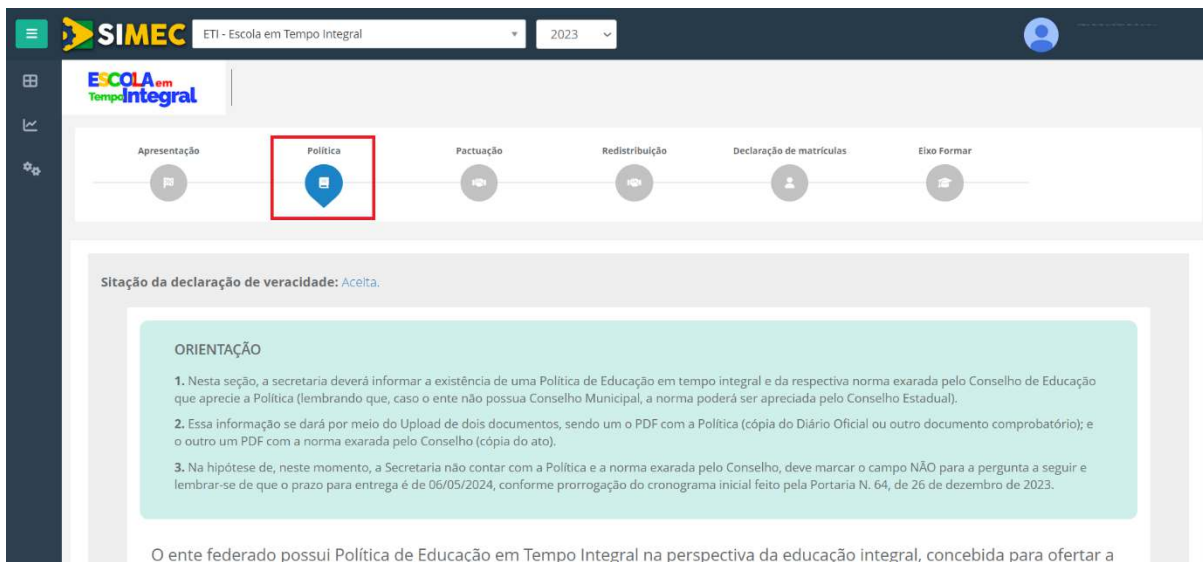 SIMEC
ETI - Escola em Tempo Integral
2023
ESCOLA em
Tempo Integral
Apresentação
Política
Pactuação
Redistribuição
Declaração de matrículas
Eixo Formar
Sitação da declaração de veracidade: Aceita.
ORIENTAÇÃO
1. Nesta seção, a secretaria deverá informar a existência de uma Política de Educação em tempo integral e da respectiva norma exarada pelo Conselho de Educação
que aprecie a Política (lembrando que, caso o ente não possua Conselho Municipal, a norma poderá ser apreciada pelo Conselho Estadual).
2. Essa informação se dará por meio do Upload de dois documentos, sendo um o PDF com a Política (cópia do Diário Oficial ou outro documento comprobatório); e
o outro um PDF com a norma exarada pelo Conselho (cópia do ato).
3. Na hipótese de, neste momento, a Secretaria não contar com a Política e a norma exarada pelo Conselho, deve marcar o campo NÃO para a pergunta a seguir e
lembrar-se de que o prazo para entrega é de 06/05/2024, conforme prorrogação do cronograma inicial feito pela Portaria N. 64, de 26 de dezembro de 2023.
O ente federado possui Política de Educação em Tempo Integral na perspectiva da educação integral, concebida para ofertar a